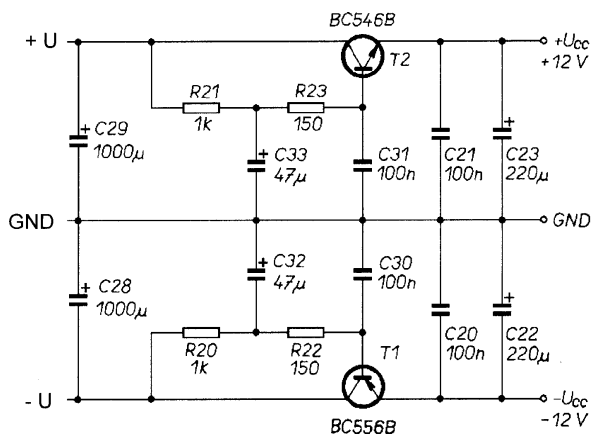 BC546B
+ U
+Ucc
+12 V
T2
R21
1k
R23
150
C29
1000µ
C33
47µ
C31
100n
C21
100n
C23
220µ
GND
GND
C28
1000µ
C32
47µ
C30
100n
C20
100n
C22
220µ
R20
1k
R22
150
T1
- U
-Ucc
-12 V
BC556B